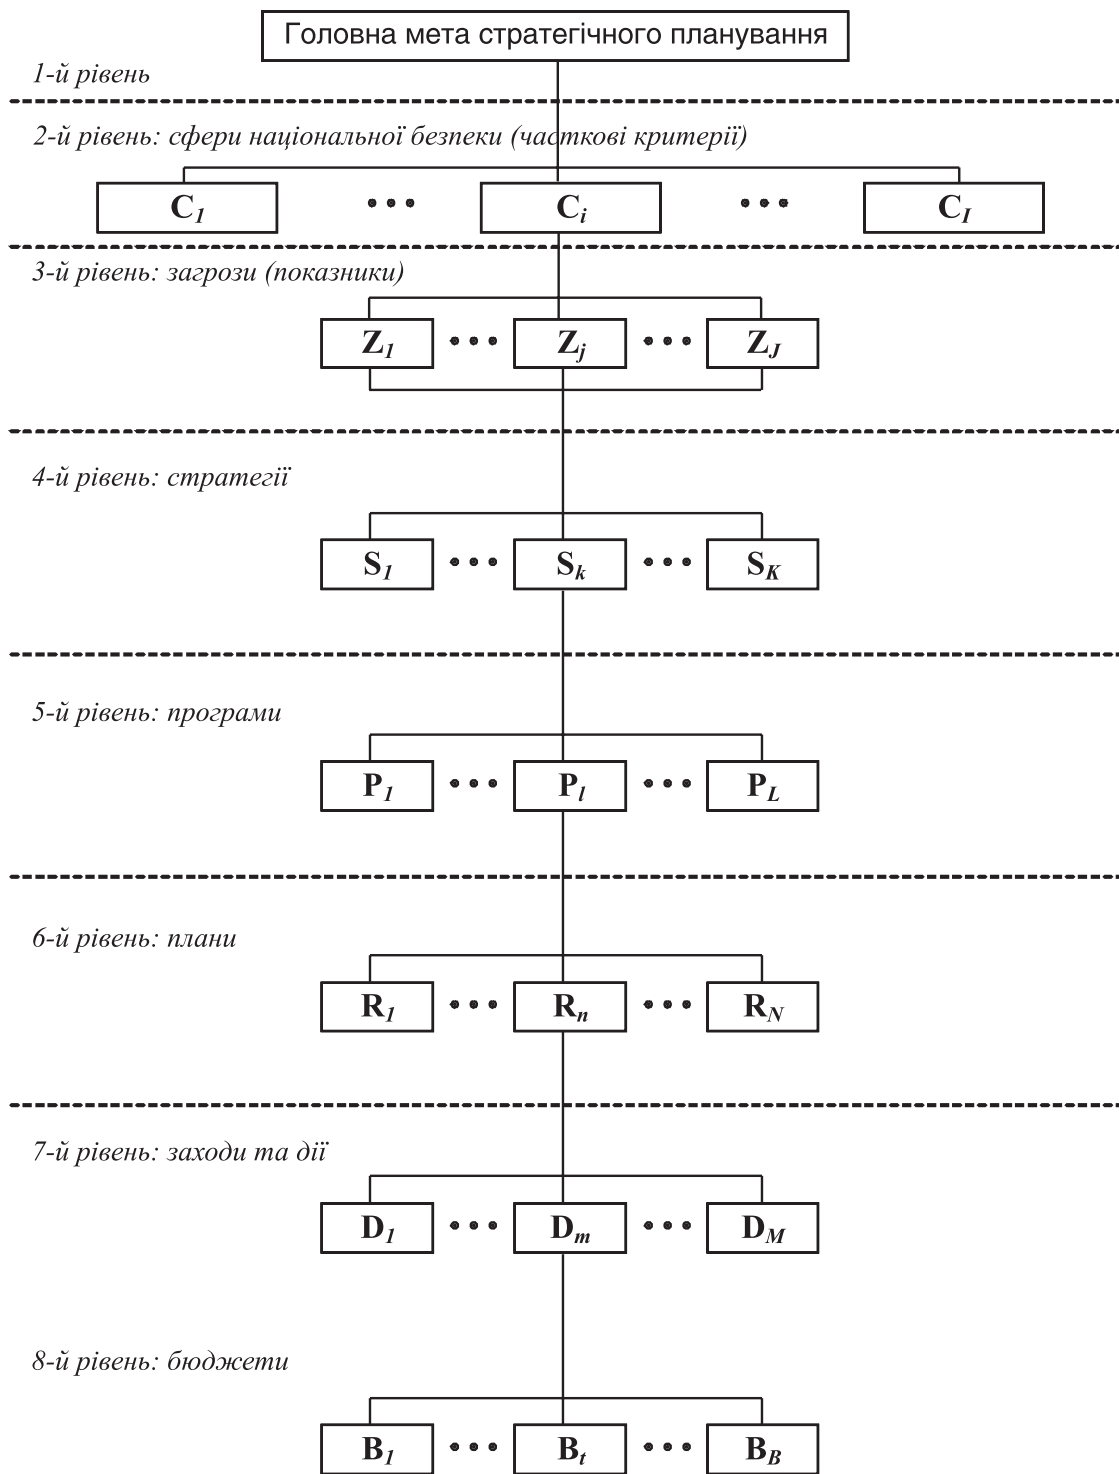 Головна мета стратегічного планування
1-й рівень
2-й рівень: сфери національної безпеки (часткові критерії)
C1 ••• Ci ••• CI
3-й рівень: загрози (показники)
Z1 ••• Zj ••• ZJ
4-й рівень: стратегії
S1 ••• Sk ••• SK
5-й рівень: програми
P1 ••• Pl ••• PL
6-й рівень: плани
R1 ••• Rn ••• RN
7-й рівень: заходи та дії
D1 ••• Dm ••• DM
8-й рівень: бюджети
B1 ••• Bt ••• BB